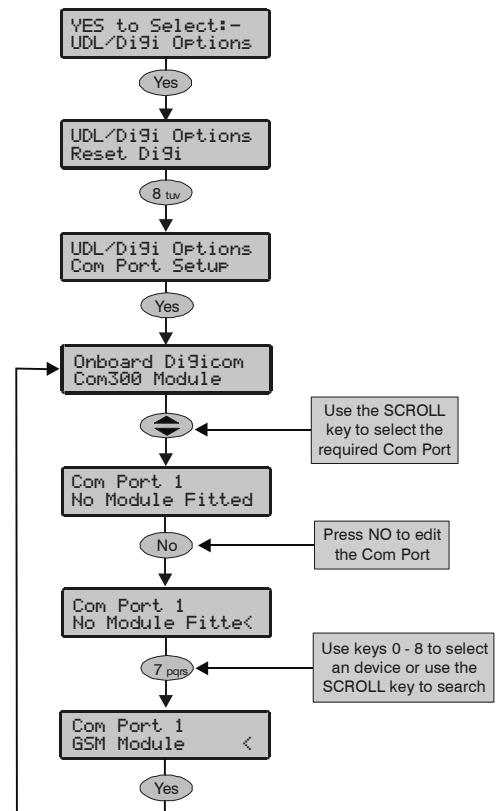 YES to Select:-
UDL/Digi Options
Yes
UDL/Digi Options
Reset Digi
8 tuv
UDL/Digi Options
Com Port Setup
Yes
Onboard Digicom
Com300 Module
Use the SCROLL
key to select the
required Com Port
Com Port 1
No Module Fitted
No
Press NO to edit
the Com Port
Com Port 1
No Module Fitte<
7 pqrs
Use keys 0 - 8 to select
an device or use the
SCROLL key to search
Com Port 1
GSM Module <
Yes